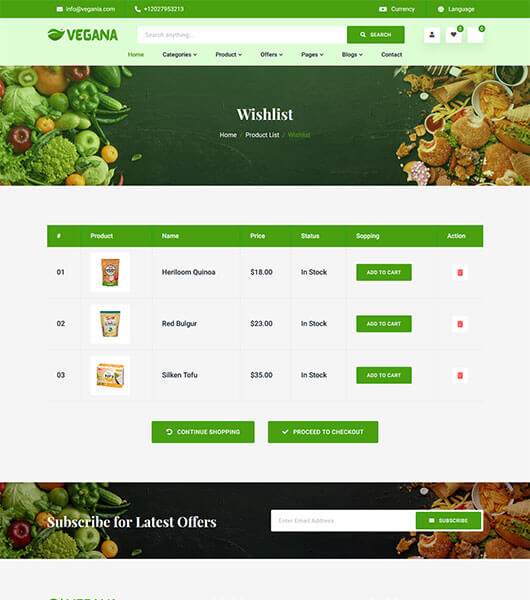 info@vegania.com +12027953213 Currency Language
VEGANA Search anything... SEARCH 0 0
Home Categories Product Offers Pages Blogs Contact
Wishlist
Home / Product List / Wishlist
# Product Name Price Status Sopping Action
01 Heriloom Quinoa $18.00 In Stock ADD TO CART
02 Red Bulgur $23.00 In Stock ADD TO CART
03 Silken Tofu $35.00 In Stock ADD TO CART
CONTINUE SHOPPING PROCEED TO CHECKOUT
Subscribe for Latest Offers Enter Email Address SUBSCRIBE